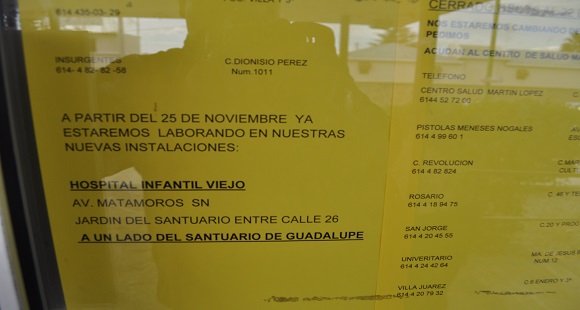 614 435-03- 29
INSURGENTES
614- 4 82- 82 -58
C.DIONISIO PEREZ
Num.1011
A PARTIR DEL 25 DE NOVIEMBRE YA
ESTAREMOS LABORANDO EN NUESTRAS
NUEVAS INSTALACIONES:
HOSPITAL INFANTIL VIEJO
AV. MATAMOROS SN
JARDIN DEL SANTUARIO ENTRE CALLE 26
A UN LADO DEL SANTUARIO DE GUADALUPE
NOS ESTAREMOS CAMBIANDO
PEDIMOS
ACUDAN AL CENTRO DE SALUD
TELEFONO
CENTRO SALUD MARTIN LOPEZ
6144 52 72 00
PISTOLAS MENESES NOGALES
614 4 99 60 1
C. REVOLUCION
614 4 82 824
ROSARIO
614 4 18 94 75
SAN JORGE
614 4 20 45 55
UNIVERITARIO
614 4 24 42 64
NUM 12
VILLA JUAREZ
614 4 20 79 32